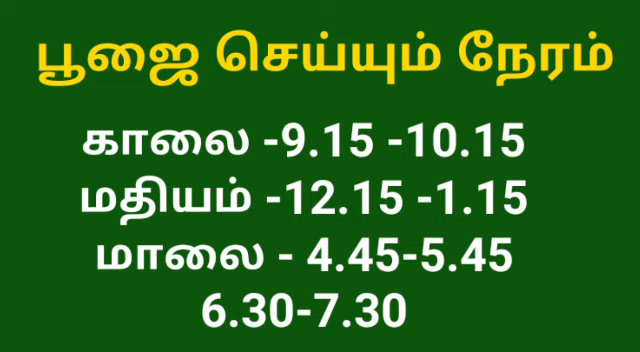 பூஜை செய்யும் நேரம்
காலை -9.15 -10.15
மதியம் -12.15 -1.15
மாலை - 4.45-5.45
6.30-7.30